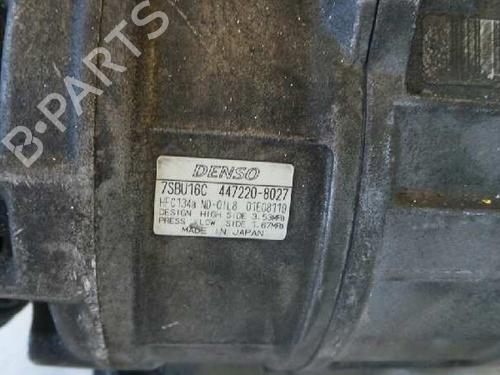 B-PARTS
DENSO
7SBU16C 447220-8027
HFC134a ND-OIL8 01E08119
DESIGN HIGH SIDE 3.53MPa
PRESS LOW SIDE 1.67MPa
MADE IN JAPAN